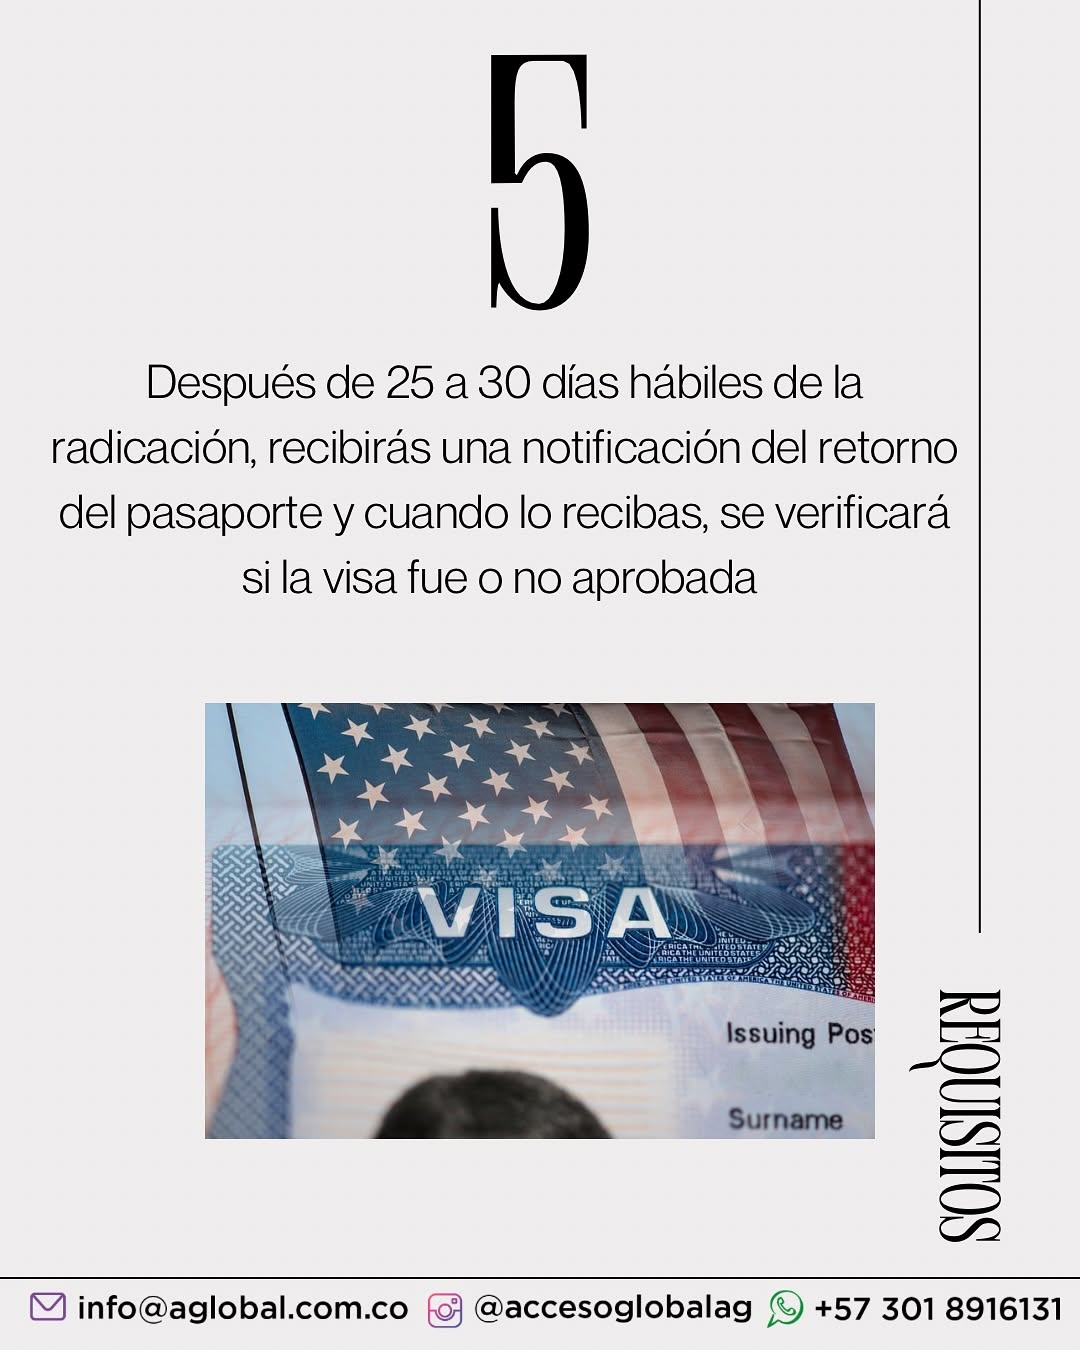 5
Después de 25 a 30 días hábiles de la
radicación, recibirás una notificación del retorno
del pasaporte y cuando lo recibas, se verificará
si la visa fue o no aprobada
VISA
Issuing Pos
Surname
REQUISITOS
info@aglobal.com.co @accesoglobalag +57 301 8916131